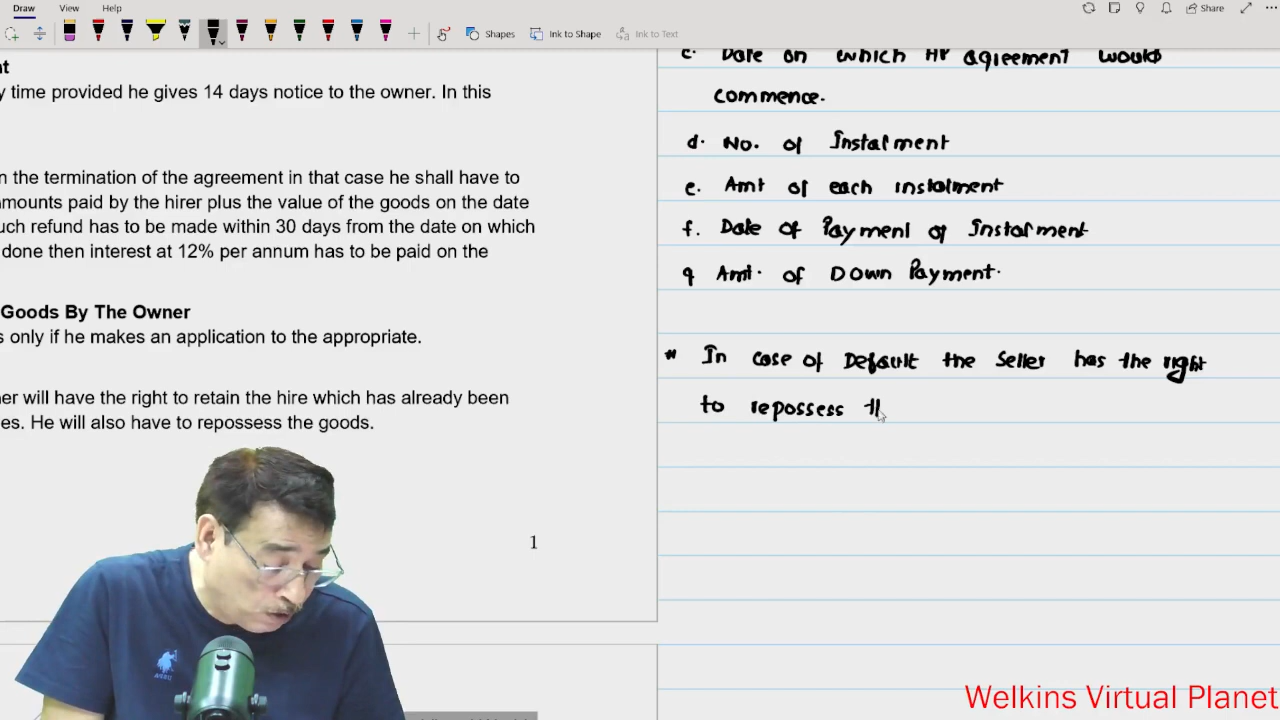 Draw View Help
Shapes Ink to Shape Ink to Text Share
nt
y time provided he gives 14 days notice to the owner. In this
n the termination of the agreement in that case he shall have to
amounts paid by the hirer plus the value of the goods on the date
uch refund has to be made within 30 days from the date on which
done then interest at 12% per annum has to be paid on the
Goods By The Owner
s only if he makes an application to the appropriate.
er will have the right to retain the hire which has already been
es. He will also have to repossess the goods.
1
c. Date on which HP agreement would
commence.
d. No. of Instalment
e. Amt of each instalment
f. Date of Payment of Instalment
g Amt. of Down Payment.
* In case of Default the Seller has the right
to repossess th
Welkins Virtual Planet